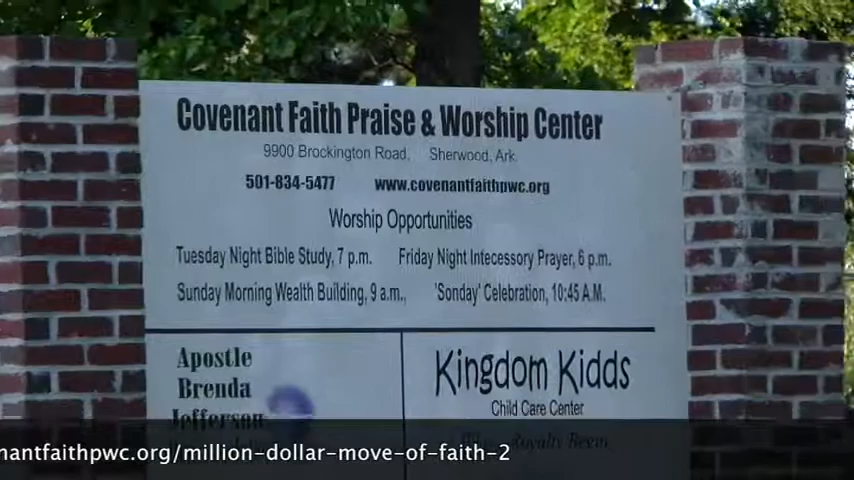 Covenant Faith Praise & Worship Center
9900 Brockington Road, Sherwood, Ark.
501-834-5477 www.covenantfaithpwc.org
Worship Opportunities
Tuesday Night Bible Study, 7 p.m. Friday Night Intecessory Prayer, 6 p.m.
Sunday Morning Wealth Building, 9 a.m., 'Sonday' Celebration, 10:45 A.M.
Apostle
Brenda
Jefferson
Kingdom Kidds
Child Care Center
Royalty Begin
nantfaithpwc.org/million-dollar-move-of-faith-2